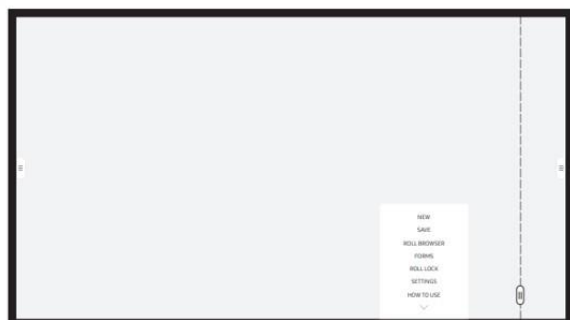 NEW
SAVE
ROLL BROWSER
FORMS
ROLL LOCK
SETTINGS
HOW TO USE